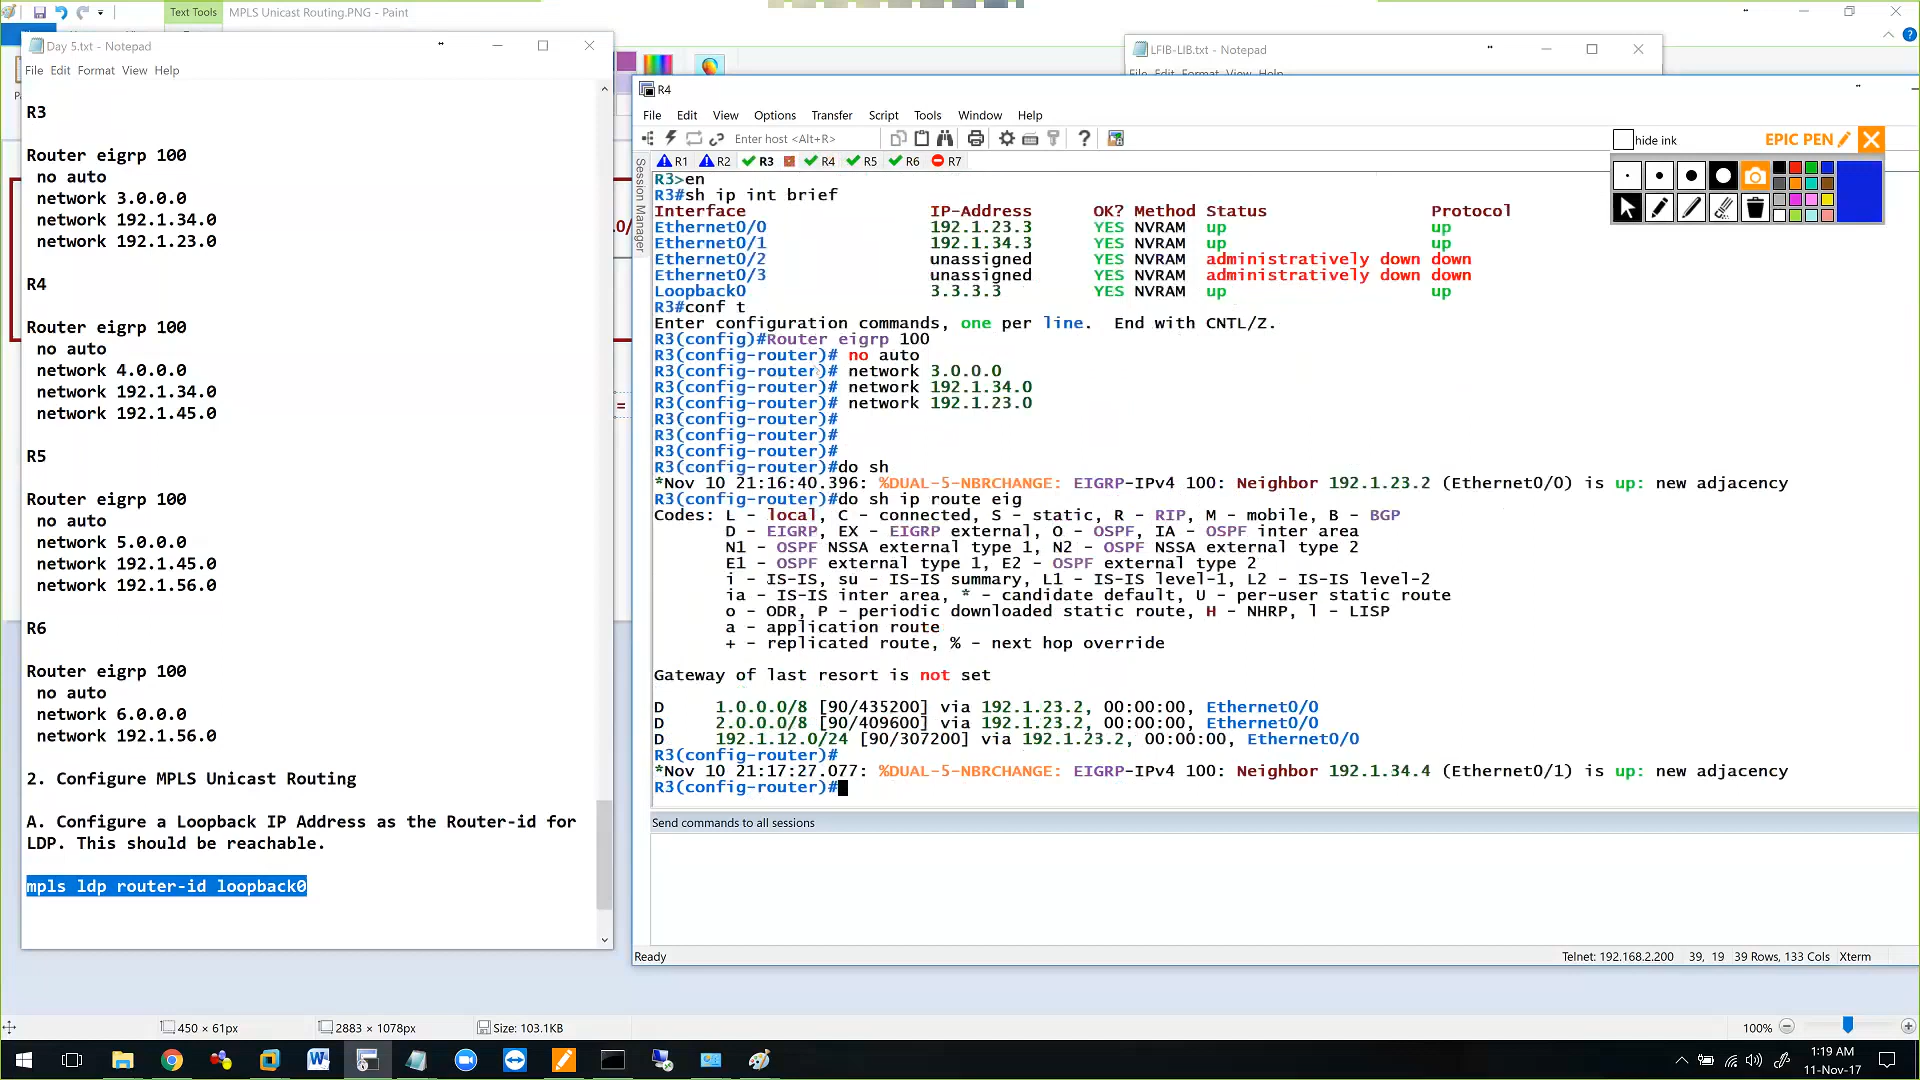 Text Tools
MPLS Unicast Routing.PNG - Paint
Day 5.txt - Notepad
File Edit Format View Help
R3
Router eigrp 100
no auto
network 3.0.0.0
network 192.1.34.0
network 192.1.23.0
R4
Router eigrp 100
no auto
network 4.0.0.0
network 192.1.34.0
network 192.1.45.0
R5
Router eigrp 100
no auto
network 5.0.0.0
network 192.1.45.0
network 192.1.56.0
R6
Router eigrp 100
no auto
network 6.0.0.0
network 192.1.56.0
2. Configure MPLS Unicast Routing
A. Configure a Loopback IP Address as the Router-id for
LDP. This should be reachable.
mpls ldp router-id loopback0
LFIB-LIB.txt - Notepad
File Edit Format View Help
R4
File Edit View Options Transfer Script Tools Window Help
Enter host <Alt+R>
hide ink
EPIC PEN
R1 R2 R3 R4 R5 R6 R7
Session Manager
R3>en
R3#sh ip int brief
Interface IP-Address OK? Method Status Protocol
Ethernet0/0 192.1.23.3 YES NVRAM up up
Ethernet0/1 192.1.34.3 YES NVRAM up up
Ethernet0/2 unassigned YES NVRAM administratively down down
Ethernet0/3 unassigned YES NVRAM administratively down down
Loopback0 3.3.3.3 YES NVRAM up up
R3#conf t
Enter configuration commands, one per line. End with CNTL/Z.
R3(config)#Router eigrp 100
R3(config-router)# no auto
R3(config-router)# network 3.0.0.0
R3(config-router)# network 192.1.34.0
R3(config-router)# network 192.1.23.0
R3(config-router)#
R3(config-router)#
R3(config-router)#
R3(config-router)#do sh
*Nov 10 21:16:40.396: %DUAL-5-NBRCHANGE: EIGRP-IPv4 100: Neighbor 192.1.23.2 (Ethernet0/0) is up: new adjacency
R3(config-router)#do sh ip route eig
Codes: L - local, C - connected, S - static, R - RIP, M - mobile, B - BGP
D - EIGRP, EX - EIGRP external, O - OSPF, IA - OSPF inter area
N1 - OSPF NSSA external type 1, N2 - OSPF NSSA external type 2
E1 - OSPF external type 1, E2 - OSPF external type 2
i - IS-IS, su - IS-IS summary, L1 - IS-IS level-1, L2 - IS-IS level-2
ia - IS-IS inter area, * - candidate default, U - per-user static route
o - ODR, P - periodic downloaded static route, H - NHRP, l - LISP
a - application route
+ - replicated route, % - next hop override
Gateway of last resort is not set
D 1.0.0.0/8 [90/435200] via 192.1.23.2, 00:00:00, Ethernet0/0
D 2.0.0.0/8 [90/409600] via 192.1.23.2, 00:00:00, Ethernet0/0
D 192.1.12.0/24 [90/307200] via 192.1.23.2, 00:00:00, Ethernet0/0
R3(config-router)#
*Nov 10 21:17:27.077: %DUAL-5-NBRCHANGE: EIGRP-IPv4 100: Neighbor 192.1.34.4 (Ethernet0/1) is up: new adjacency
R3(config-router)#
Send commands to all sessions
Ready
Telnet: 192.168.2.200 39, 19 39 Rows, 133 Cols Xterm
450 × 61px
2883 × 1078px
Size: 103.1KB
100%
1:19 AM
11-Nov-17